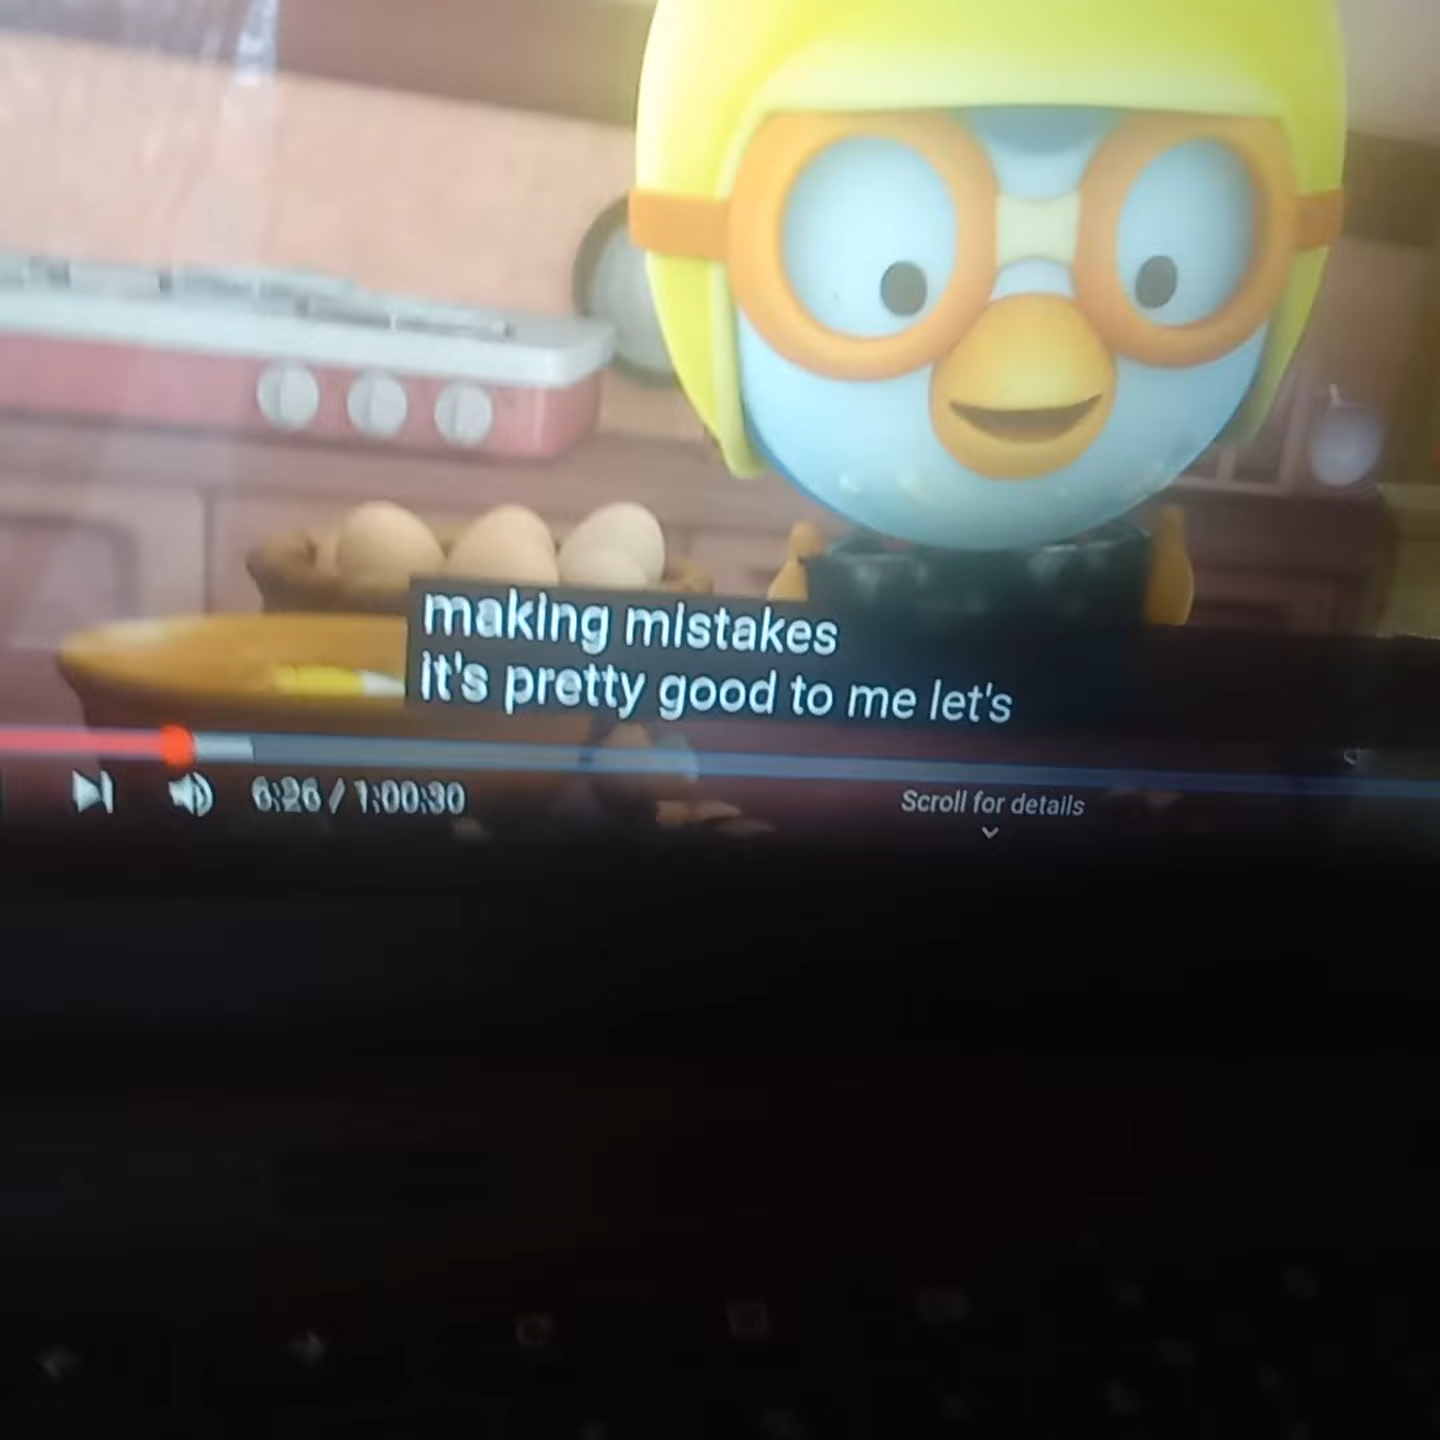 making mistakes
it's pretty good to me let's
6:26 / 1:00:30
Scroll for details